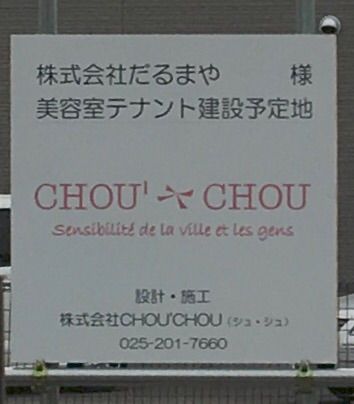 株式会社だるまや 様
美容室テナント建設予定地
CHOU' CHOU
Sensibilité de la ville et les gens
設計・施工
株式会社CHOU'CHOU（シュ・シュ）
025-201-7660